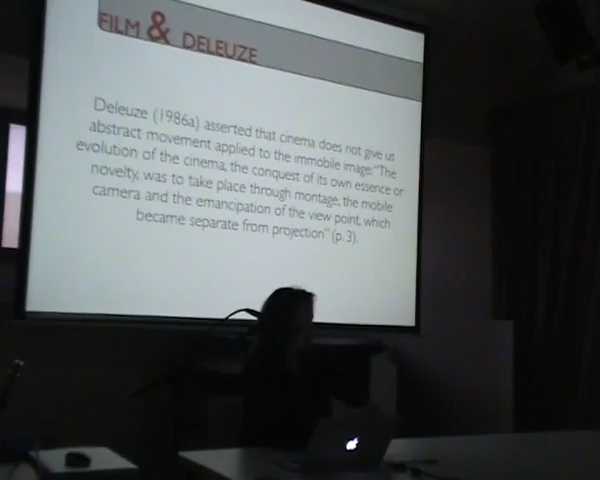 FILM & DELEUZE
Deleuze (1986a) asserted that cinema does not give us
abstract movement applied to the immobile image: "The
evolution of the cinema, the conquest of its own essence or
novelty, was to take place through montage, the mobile
camera and the emancipation of the view point, which
became separate from projection" (p. 3).